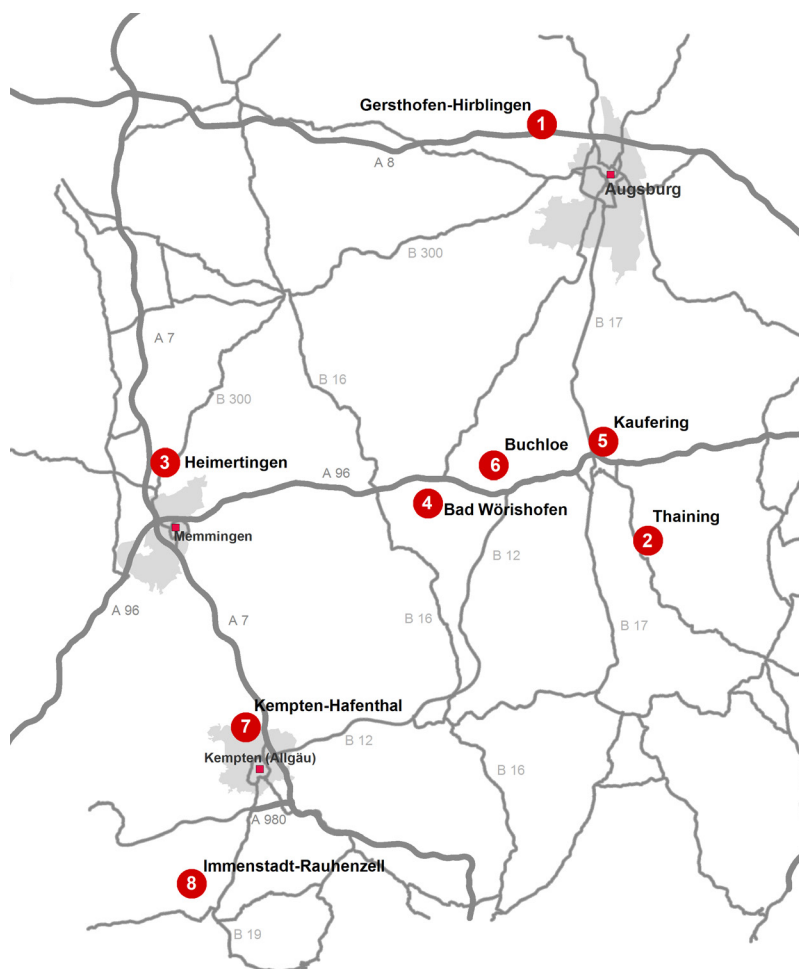 Gersthofen-Hirblingen
1
A 8
Augsburg
B 300
B 17
A 7
B 16
B 300
Kaufering
5
Buchloe
6
3
Heimertingen
A 96
4
Bad Wörishofen
Thaining
2
Memmingen
B 12
A 96
A 7
B 16
B 17
Kempten-Hafenthal
7
B 12
Kempten (Allgäu)
B 16
A 980
Immenstadt-Rauhenzell
8
B 19